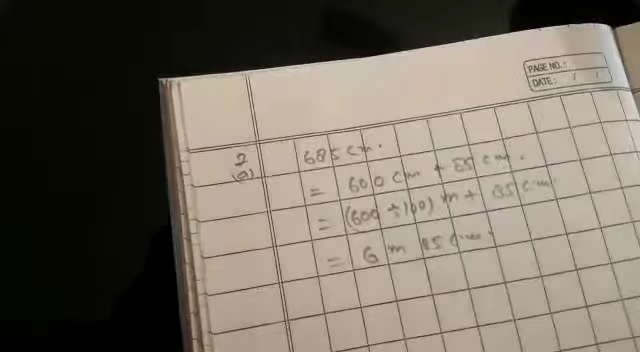 PAGE NO.:
DATE: / /
2 685 cm.
(a) = 600 cm + 85 cm.
= (600 ÷ 100) m + 85 cm
= 6 m 85 cm.